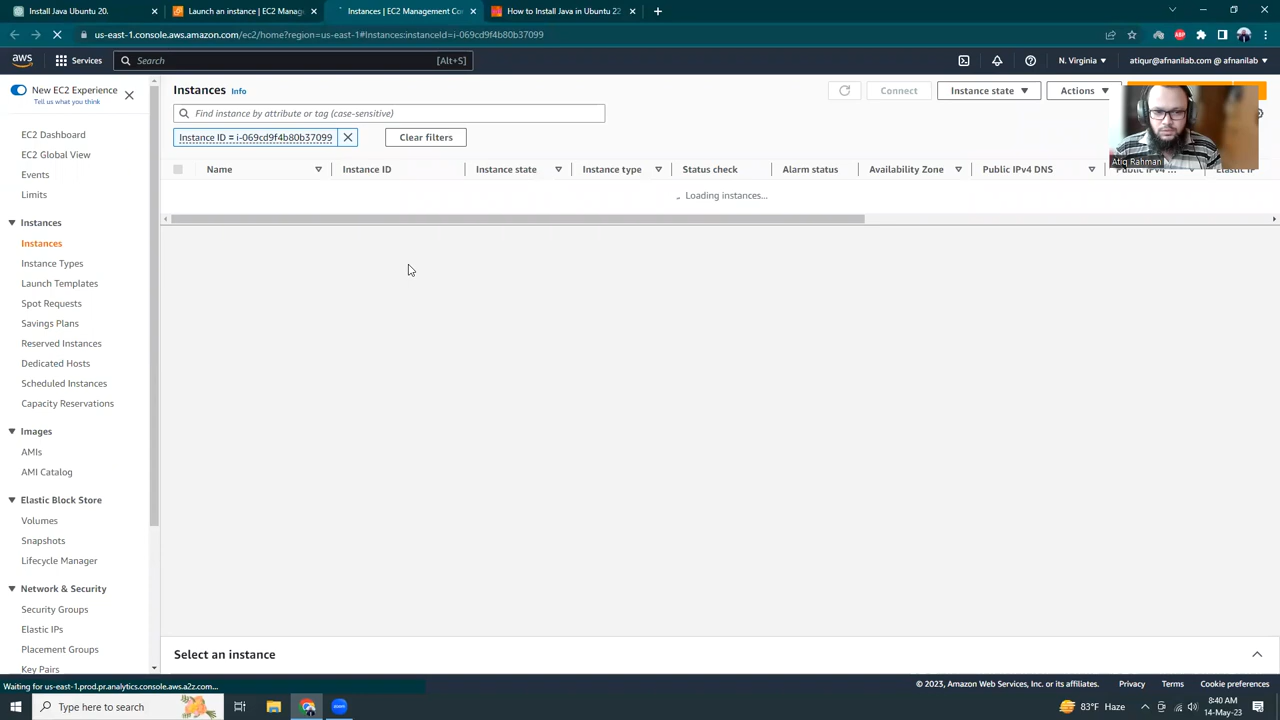 Install Java Ubuntu 20.
Launch an instance | EC2 Manag
Instances | EC2 Management Co
How to Install Java in Ubuntu 22
us-east-1.console.aws.amazon.com/ec2/home?region=us-east-1#Instances:instanceId=i-069cd9f4b80b37099
ABP
aws
Services
Search
[Alt+S]
N. Virginia
atiqur@afnanilab.com @ afnanilab
New EC2 Experience
Tell us what you think
EC2 Dashboard
EC2 Global View
Events
Limits
Instances
Instances
Instance Types
Launch Templates
Spot Requests
Savings Plans
Reserved Instances
Dedicated Hosts
Scheduled Instances
Capacity Reservations
Images
AMIs
AMI Catalog
Elastic Block Store
Volumes
Snapshots
Lifecycle Manager
Network & Security
Security Groups
Elastic IPs
Placement Groups
Key Pairs
Instances Info
Connect
Instance state
Actions
Find instance by attribute or tag (case-sensitive)
Instance ID = i-069cd9f4b80b37099
Clear filters
Atiq Rahman
Name
Instance ID
Instance state
Instance type
Status check
Alarm status
Availability Zone
Public IPv4 DNS
Public IPv4 ...
Elastic IP
Loading instances...
Select an instance
Waiting for us-east-1.prod.pr.analytics.console.aws.a2z.com...
© 2023, Amazon Web Services, Inc. or its affiliates.
Privacy
Terms
Cookie preferences
Type here to search
zoom
83°F Haze
8:40 AM
14-May-23